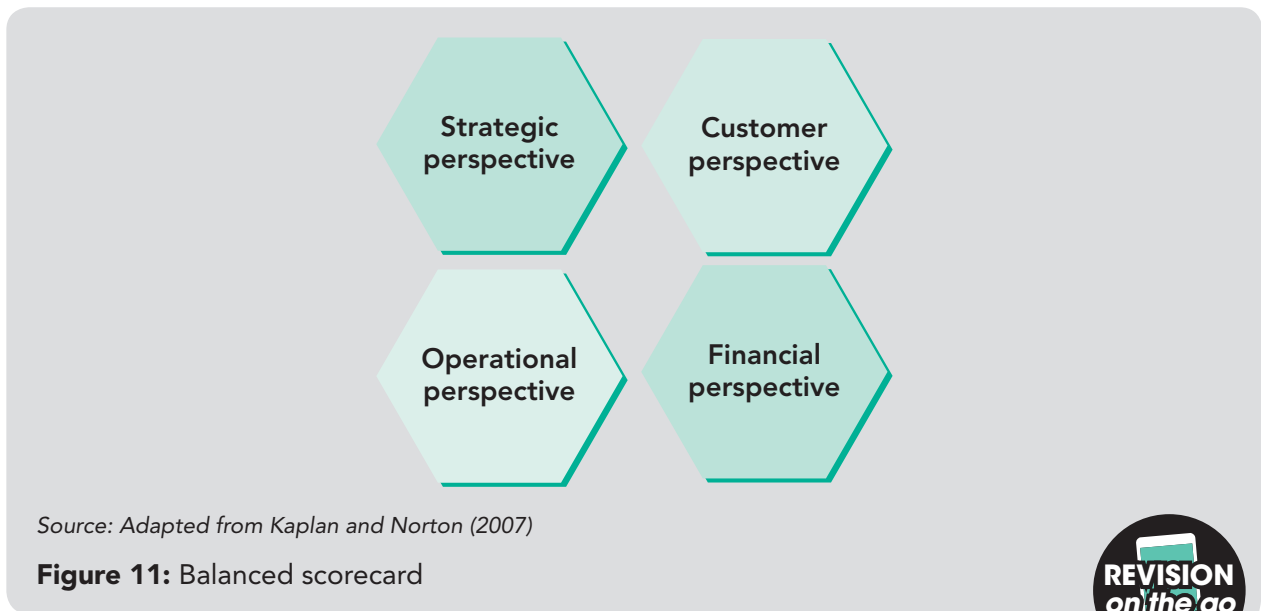 Strategic
perspective
Customer
perspective
Operational
perspective
Financial
perspective
Source: Adapted from Kaplan and Norton (2007)
Figure 11: Balanced scorecard
REVISION
on the go